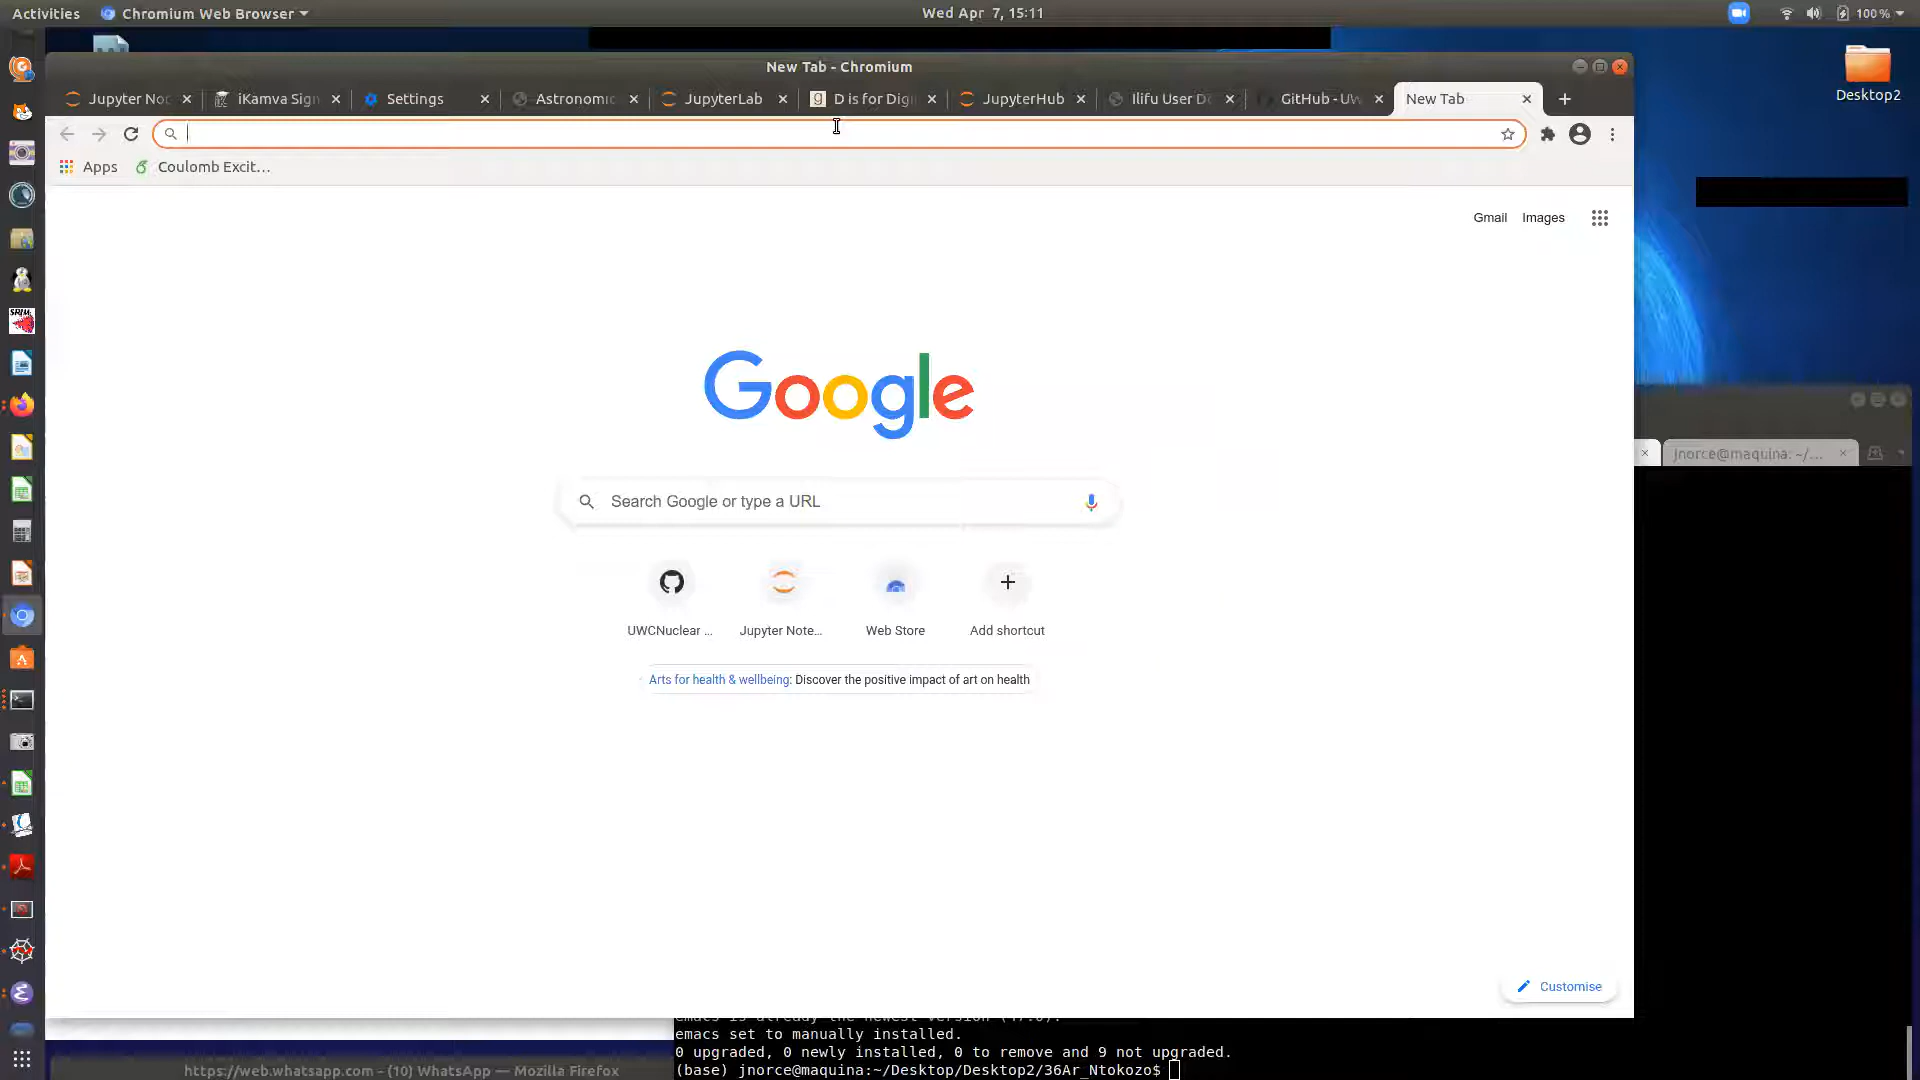 Activities
Chromium Web Browser
Wed Apr 7, 15:11
100 %
New Tab - Chromium
Desktop2
Jupyter No
iKamva Sig
Settings
Astronomic
JupyterLab
D is for Digi
JupyterHub
Ilifu User D
GitHub - UW
New Tab
Apps
Coulomb Excit...
Gmail
Images
Google
jnorce@maquina: ~/...
Search Google or type a URL
SRIM
UWCNuclear ...
Jupyter Note...
Web Store
Add shortcut
Arts for health & wellbeing: Discover the positive impact of art on health
Customise
emacs set to manually installed.
0 upgraded, 0 newly installed, 0 to remove and 9 not upgraded.
https://web.whatsapp.com - (10) WhatsApp — Mozilla Firefox
(base) jnorce@maquina:~/Desktop/Desktop2/36Ar_Ntokozo$